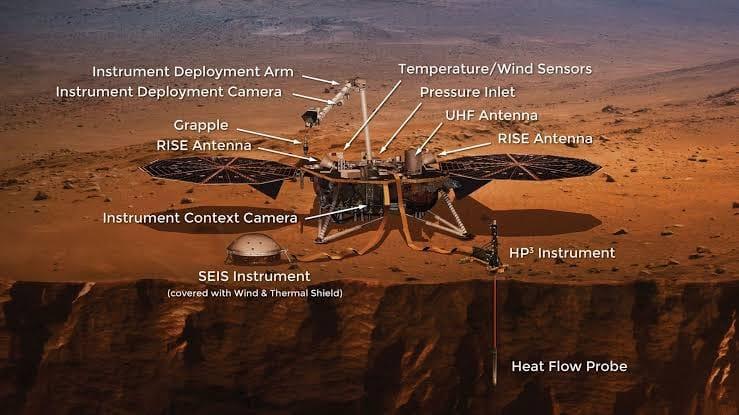 Instrument Deployment Arm
Temperature/Wind Sensors
Instrument Deployment Camera
Pressure Inlet
UHF Antenna
Grapple
RISE Antenna
RISE Antenna
Instrument Context Camera
HP³ Instrument
SEIS Instrument
(covered with Wind & Thermal Shield)
Heat Flow Probe